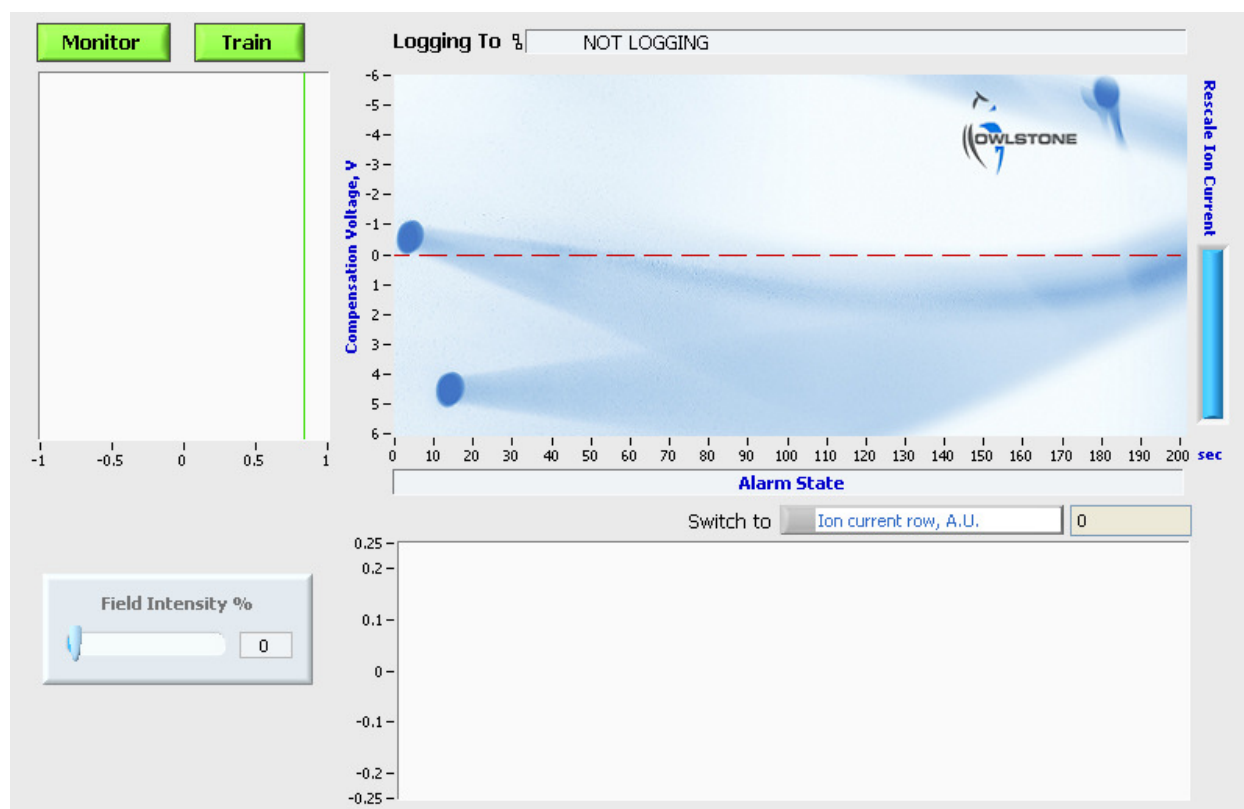 Monitor
Train
Logging To
NOT LOGGING
-6
-5
-4
-3
-2
-1
0
1
2
3
4
5
6
Compensation Voltage, V
OWLSTONE
Rescale Ion Current
-1 -0.5 0 0.5 1
0 10 20 30 40 50 60 70 80 90 100 110 120 130 140 150 160 170 180 190 200 sec
Alarm State
Switch to Ion current row, A.U. 0
Field Intensity %
0
0.25
0.2
0.1
0
-0.1
-0.2
-0.25